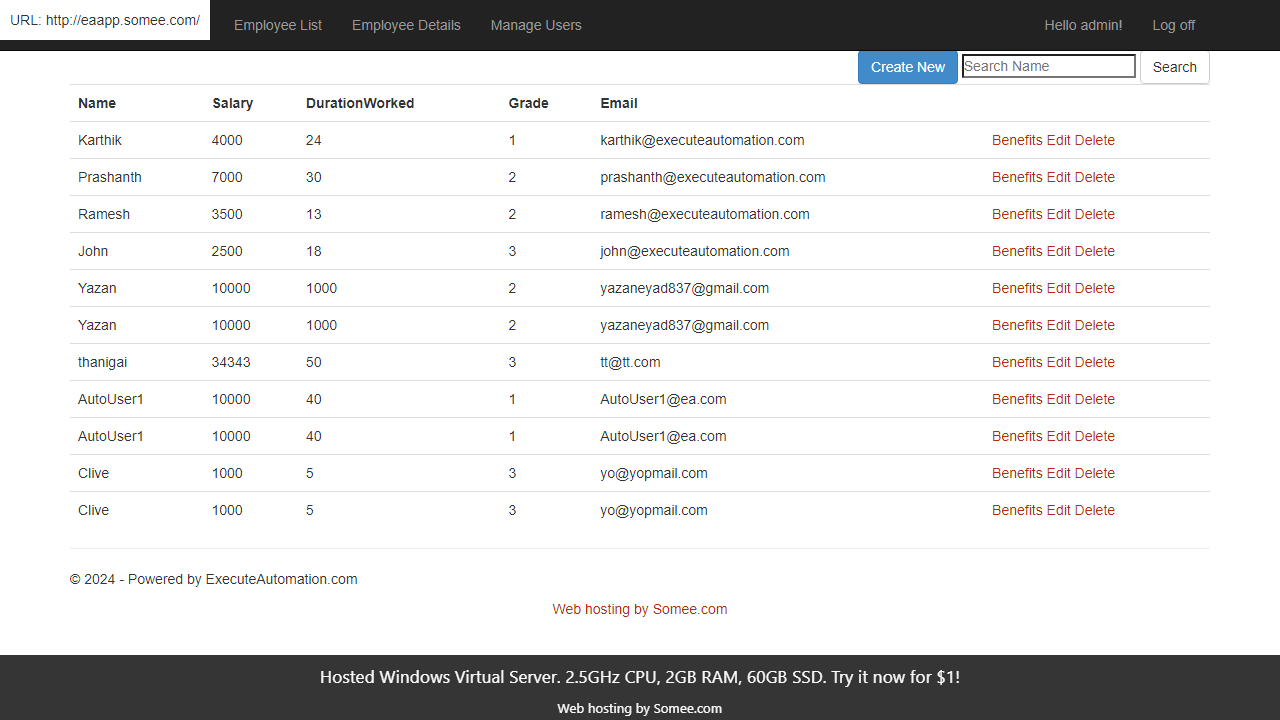 URL: http://eaapp.somee.com/ Employee List Employee Details Manage Users Hello admin! Log off
Create New Search Name Search
Name Salary DurationWorked Grade Email
Karthik 4000 24 1 karthik@executeautomation.com Benefits Edit Delete
Prashanth 7000 30 2 prashanth@executeautomation.com Benefits Edit Delete
Ramesh 3500 13 2 ramesh@executeautomation.com Benefits Edit Delete
John 2500 18 3 john@executeautomation.com Benefits Edit Delete
Yazan 10000 1000 2 yazaneyad837@gmail.com Benefits Edit Delete
Yazan 10000 1000 2 yazaneyad837@gmail.com Benefits Edit Delete
thanigai 34343 50 3 tt@tt.com Benefits Edit Delete
AutoUser1 10000 40 1 AutoUser1@ea.com Benefits Edit Delete
AutoUser1 10000 40 1 AutoUser1@ea.com Benefits Edit Delete
Clive 1000 5 3 yo@yopmail.com Benefits Edit Delete
Clive 1000 5 3 yo@yopmail.com Benefits Edit Delete
© 2024 - Powered by ExecuteAutomation.com
Web hosting by Somee.com
Hosted Windows Virtual Server. 2.5GHz CPU, 2GB RAM, 60GB SSD. Try it now for $1!
Web hosting by Somee.com